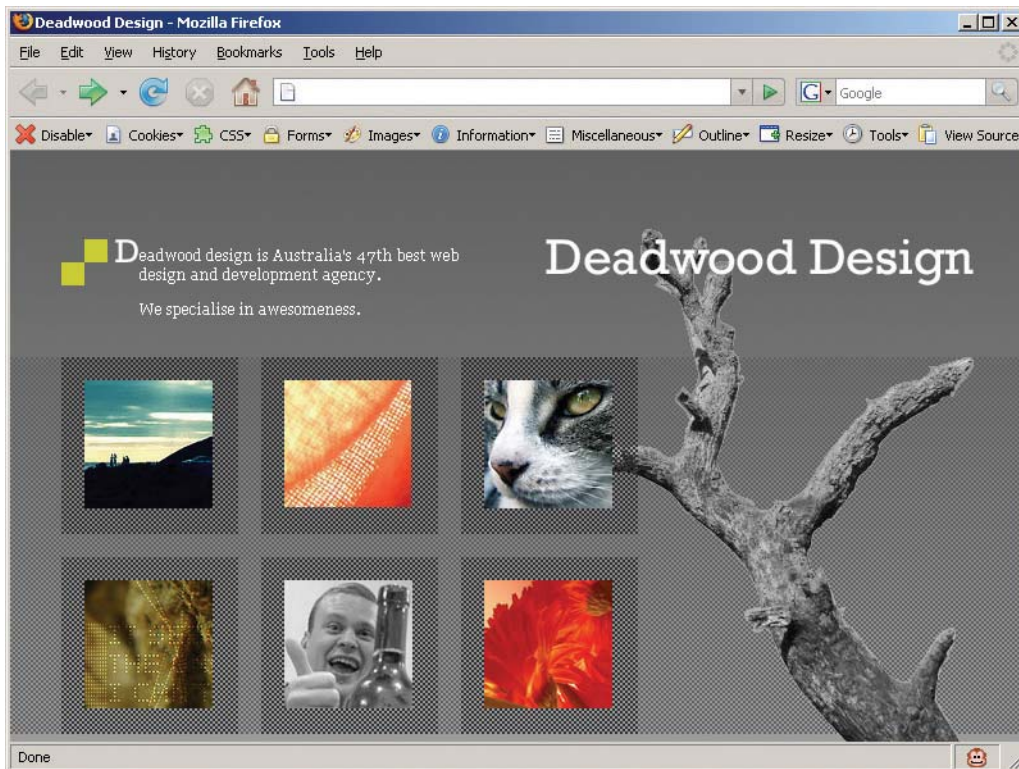 Deadwood Design - Mozilla Firefox
File Edit View History Bookmarks Tools Help
G Google
Disable Cookies CSS Forms Images Information Miscellaneous Outline Resize Tools View Source
Deadwood design is Australia's 47th best web
design and development agency.
We specialise in awesomeness.
Deadwood Design
Done